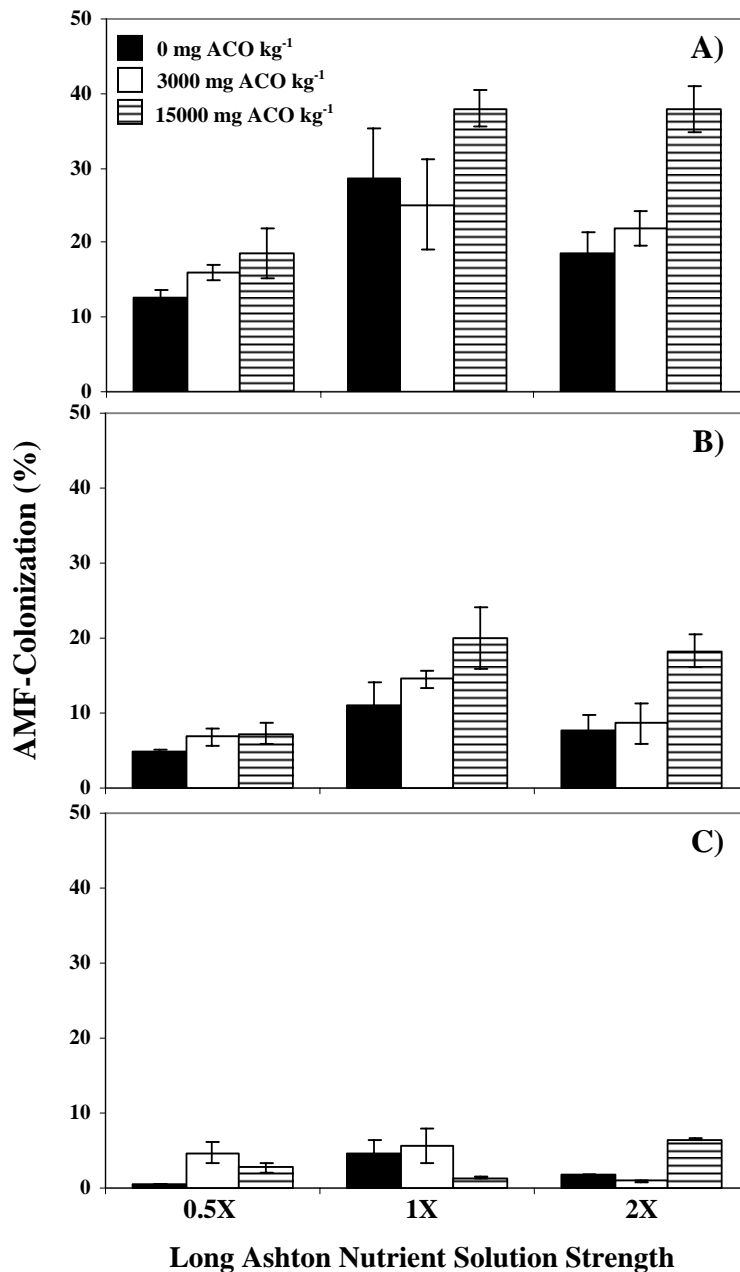 50
40
30
20
10
0
A)
0 mg ACO kg-1
3000 mg ACO kg-1
15000 mg ACO kg-1
50
40
30
20
10
0
B)
50
40
30
20
10
0
C)
AMF-Colonization (%)
0.5X 1X 2X
Long Ashton Nutrient Solution Strength